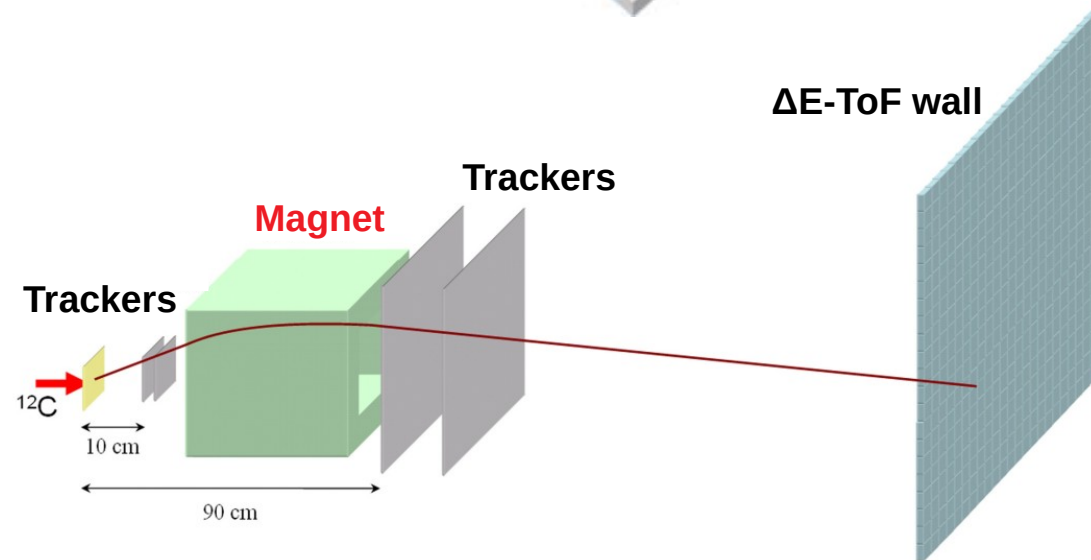 ΔE-ToF wall
Trackers
Magnet
Trackers
¹²C
10 cm
90 cm